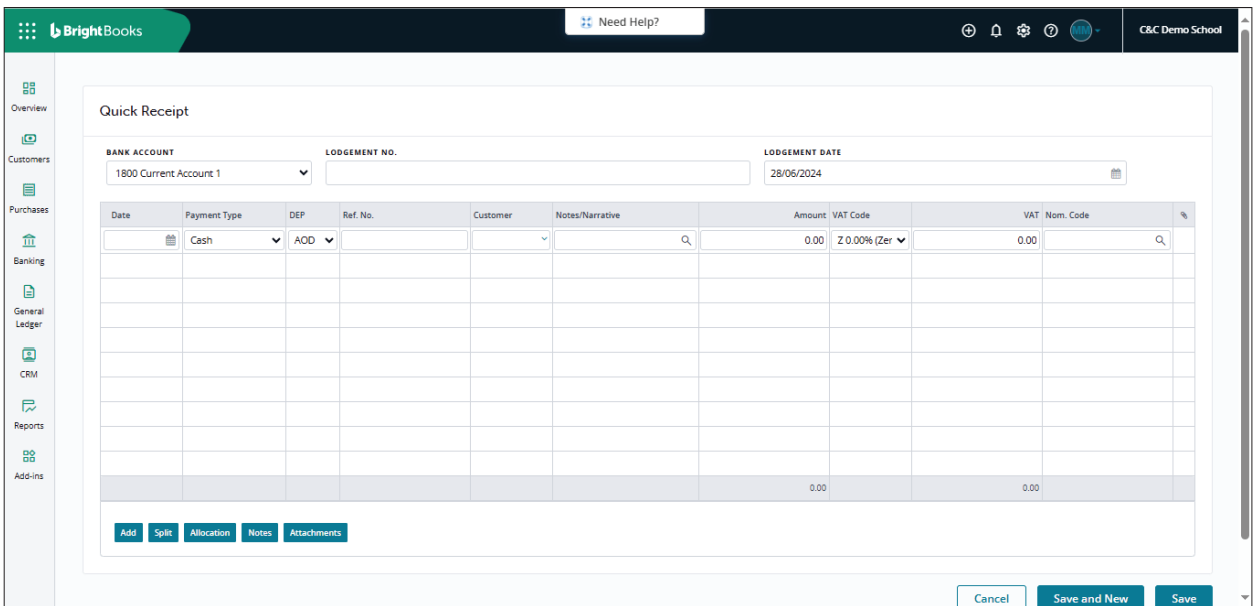 BrightBooks
Need Help?
MM
C&C Demo School
Overview
Customers
Purchases
Banking
General
Ledger
CRM
Reports
Add-ins
Quick Receipt
BANK ACCOUNT LODGEMENT NO. LODGEMENT DATE
1800 Current Account 1 28/06/2024
Date Payment Type DEP Ref. No. Customer Notes/Narrative Amount VAT Code VAT Nom. Code
Cash AOD 0.00 Z 0.00% (Zer 0.00
0.00 0.00
Add Split Allocation Notes Attachments
Cancel Save and New Save